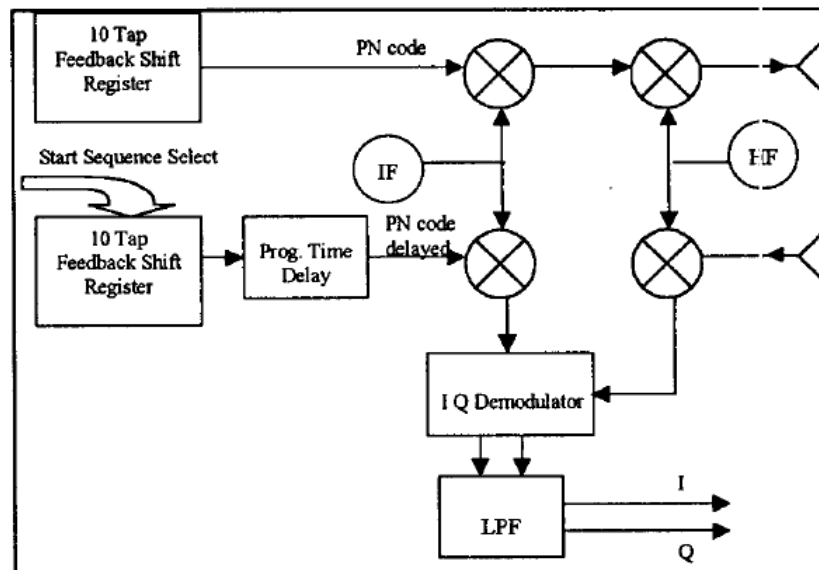 10 Tap
Feedback Shift
Register
PN code
Start Sequence Select
IF
HF
10 Tap
Feedback Shift
Register
Prog. Time
Delay
PN code
delayed
I Q Demodulator
LPF
I
Q